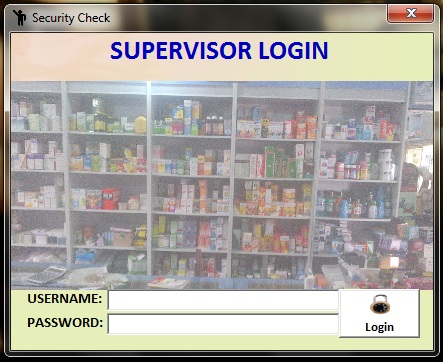 Security Check
SUPERVISOR LOGIN
USERNAME:
PASSWORD:
Login